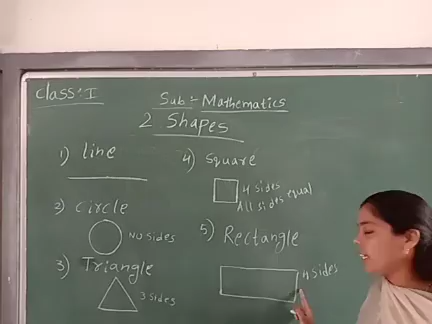 Class:- I
Sub:- Mathematics
2 Shapes
1) line
2) Circle
No sides
3) Triangle
3 sides
4) Square
4 sides
All sides equal
5) Rectangle
4 sides